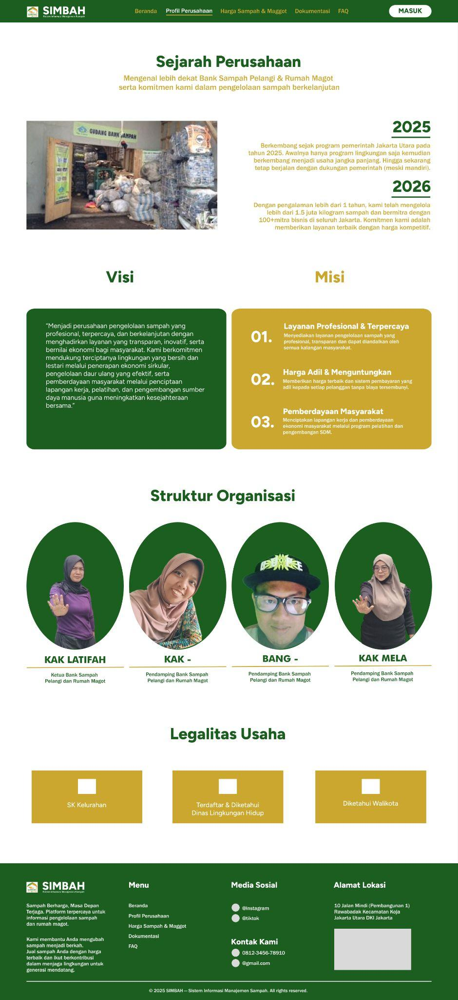 SIMBAH
Sistem Informasi Manajemen Sampah
Beranda
Profil Perusahaan
Harga Sampah & Maggot
Dokumentasi
FAQ
MASUK
Sejarah Perusahaan
Mengenal lebih dekat Bank Sampah Pelangi & Rumah Magot
serta komitmen kami dalam pengelolaan sampah berkelanjutan
GUDANG BANK SAMPAH
2025
Berkembang sejak program pemerintah Jakarta Utara pada
tahun 2025. Awalnya hanya program lingkungan saja kemudian
berkembang menjadi usaha jangka panjang. Hingga sekarang
tetap berjalan dengan dukungan pemerintah (meski mandiri).
2026
Dengan pengalaman lebih dari 1 tahun, kami telah mengelola
lebih dari 1.5 juta kilogram sampah dan bermitra dengan
100+mitra bisnis di seluruh Jakarta. Komitmen kami adalah
memberikan layanan terbaik dengan harga kompetitif.
Visi
"Menjadi perusahaan pengelolaan sampah yang
profesional, terpercaya, dan berkelanjutan dengan
menghadirkan layanan yang transparan, inovatif, serta
bernilai ekonomi bagi masyarakat. Kami berkomitmen
mendukung terciptanya lingkungan yang bersih dan
lestari melalui penerapan ekonomi sirkular,
pengelolaan daur ulang yang efektif, serta
pemberdayaan masyarakat melalui penciptaan
lapangan kerja, pelatihan, dan pengembangan sumber
daya manusia guna meningkatkan kesejahteraan
bersama."
Misi
01.
Layanan Profesional & Terpercaya
Menyediakan layanan pengelolaan sampah yang
profesional, transparan dan dapat diandalkan oleh
semua kalangan masyarakat.
02.
Harga Adil & Menguntungkan
Memberikan harga terbaik dan sistem pembayaran yang
adil kepada setiap pelanggan tanpa biaya tersembunyi.
03.
Pemberdayaan Masyarakat
Menciptakan lapangan kerja dan pemberdayaan
ekonomi masyarakat melalui program pelatihan dan
pengembangan SDM.
Struktur Organisasi
KAK LATIFAH
Ketua Bank Sampah
Pelangi dan Rumah Magot
KAK -
Pendamping Bank Sampah
Pelangi dan Rumah Magot
BANG -
Pendamping Bank Sampah
Pelangi dan Rumah Magot
KAK MELA
Pendamping Bank Sampah
Pelangi dan Rumah Magot
Legalitas Usaha
SK Kelurahan
Terdaftar & Diketahui
Dinas Lingkungan Hidup
Diketahui Walikota
SIMBAH
Sistem Informasi Manajemen Sampah
Sampah Berharga, Masa Depan
Terjaga. Platform terpercaya untuk
informasi pengelolaan sampah
dan rumah magot.
Kami membantu Anda mengubah
sampah menjadi berkah.
Jual sampah Anda dengan harga
terbaik dan ikut berkontribusi
dalam menjaga lingkungan untuk
generasi mendatang.
Menu
Beranda
Profil Perusahaan
Harga Sampah & Maggot
Dokumentasi
FAQ
Media Sosial
@instagram
@tiktok
Kontak Kami
0812-3456-78910
@gmail.com
Alamat Lokasi
10 Jalan Mindi (Pembangunan 1)
Rawabadak Kecamatan Koja
Jakarta Utara DKI Jakarta
© 2025 SIMBAH — Sistem Informasi Manajemen Sampah. All rights reserved.